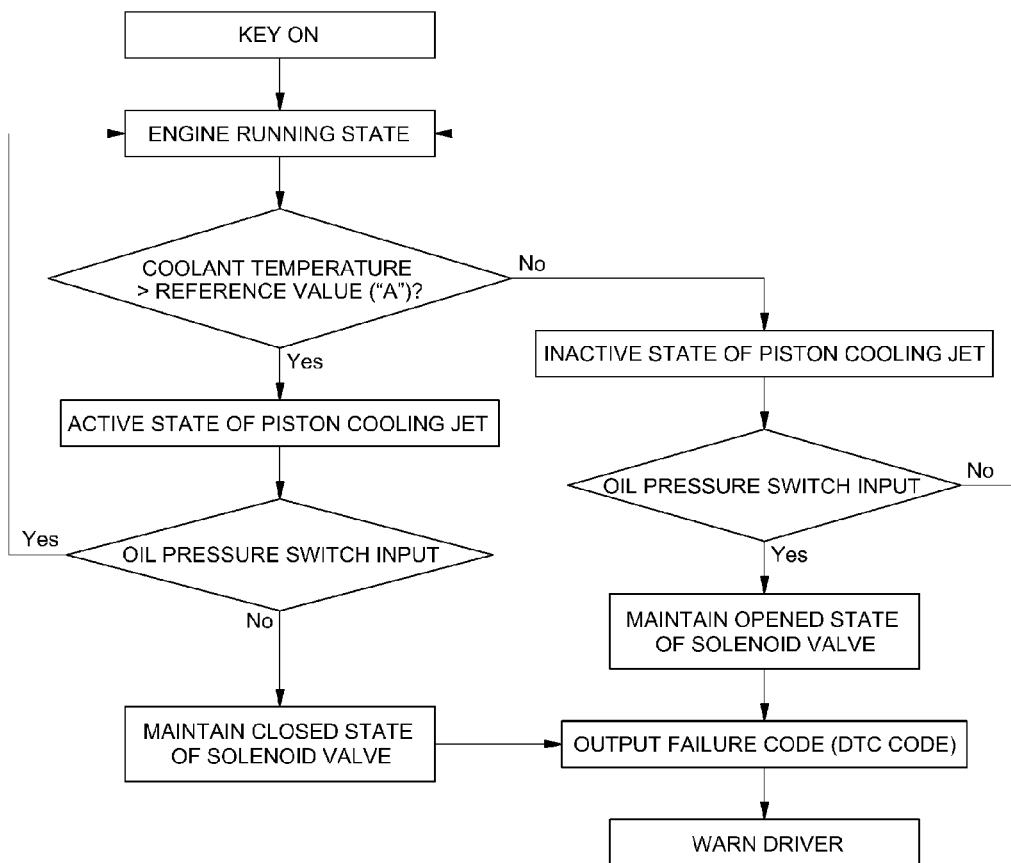 KEY ON
ENGINE RUNNING STATE
COOLANT TEMPERATURE
> REFERENCE VALUE (“A”)?
No
Yes
INACTIVE STATE OF PISTON COOLING JET
ACTIVE STATE OF PISTON COOLING JET
OIL PRESSURE SWITCH INPUT
No
Yes
Yes
OIL PRESSURE SWITCH INPUT
No
MAINTAIN OPENED STATE
OF SOLENOID VALVE
MAINTAIN CLOSED STATE
OF SOLENOID VALVE
OUTPUT FAILURE CODE (DTC CODE)
WARN DRIVER